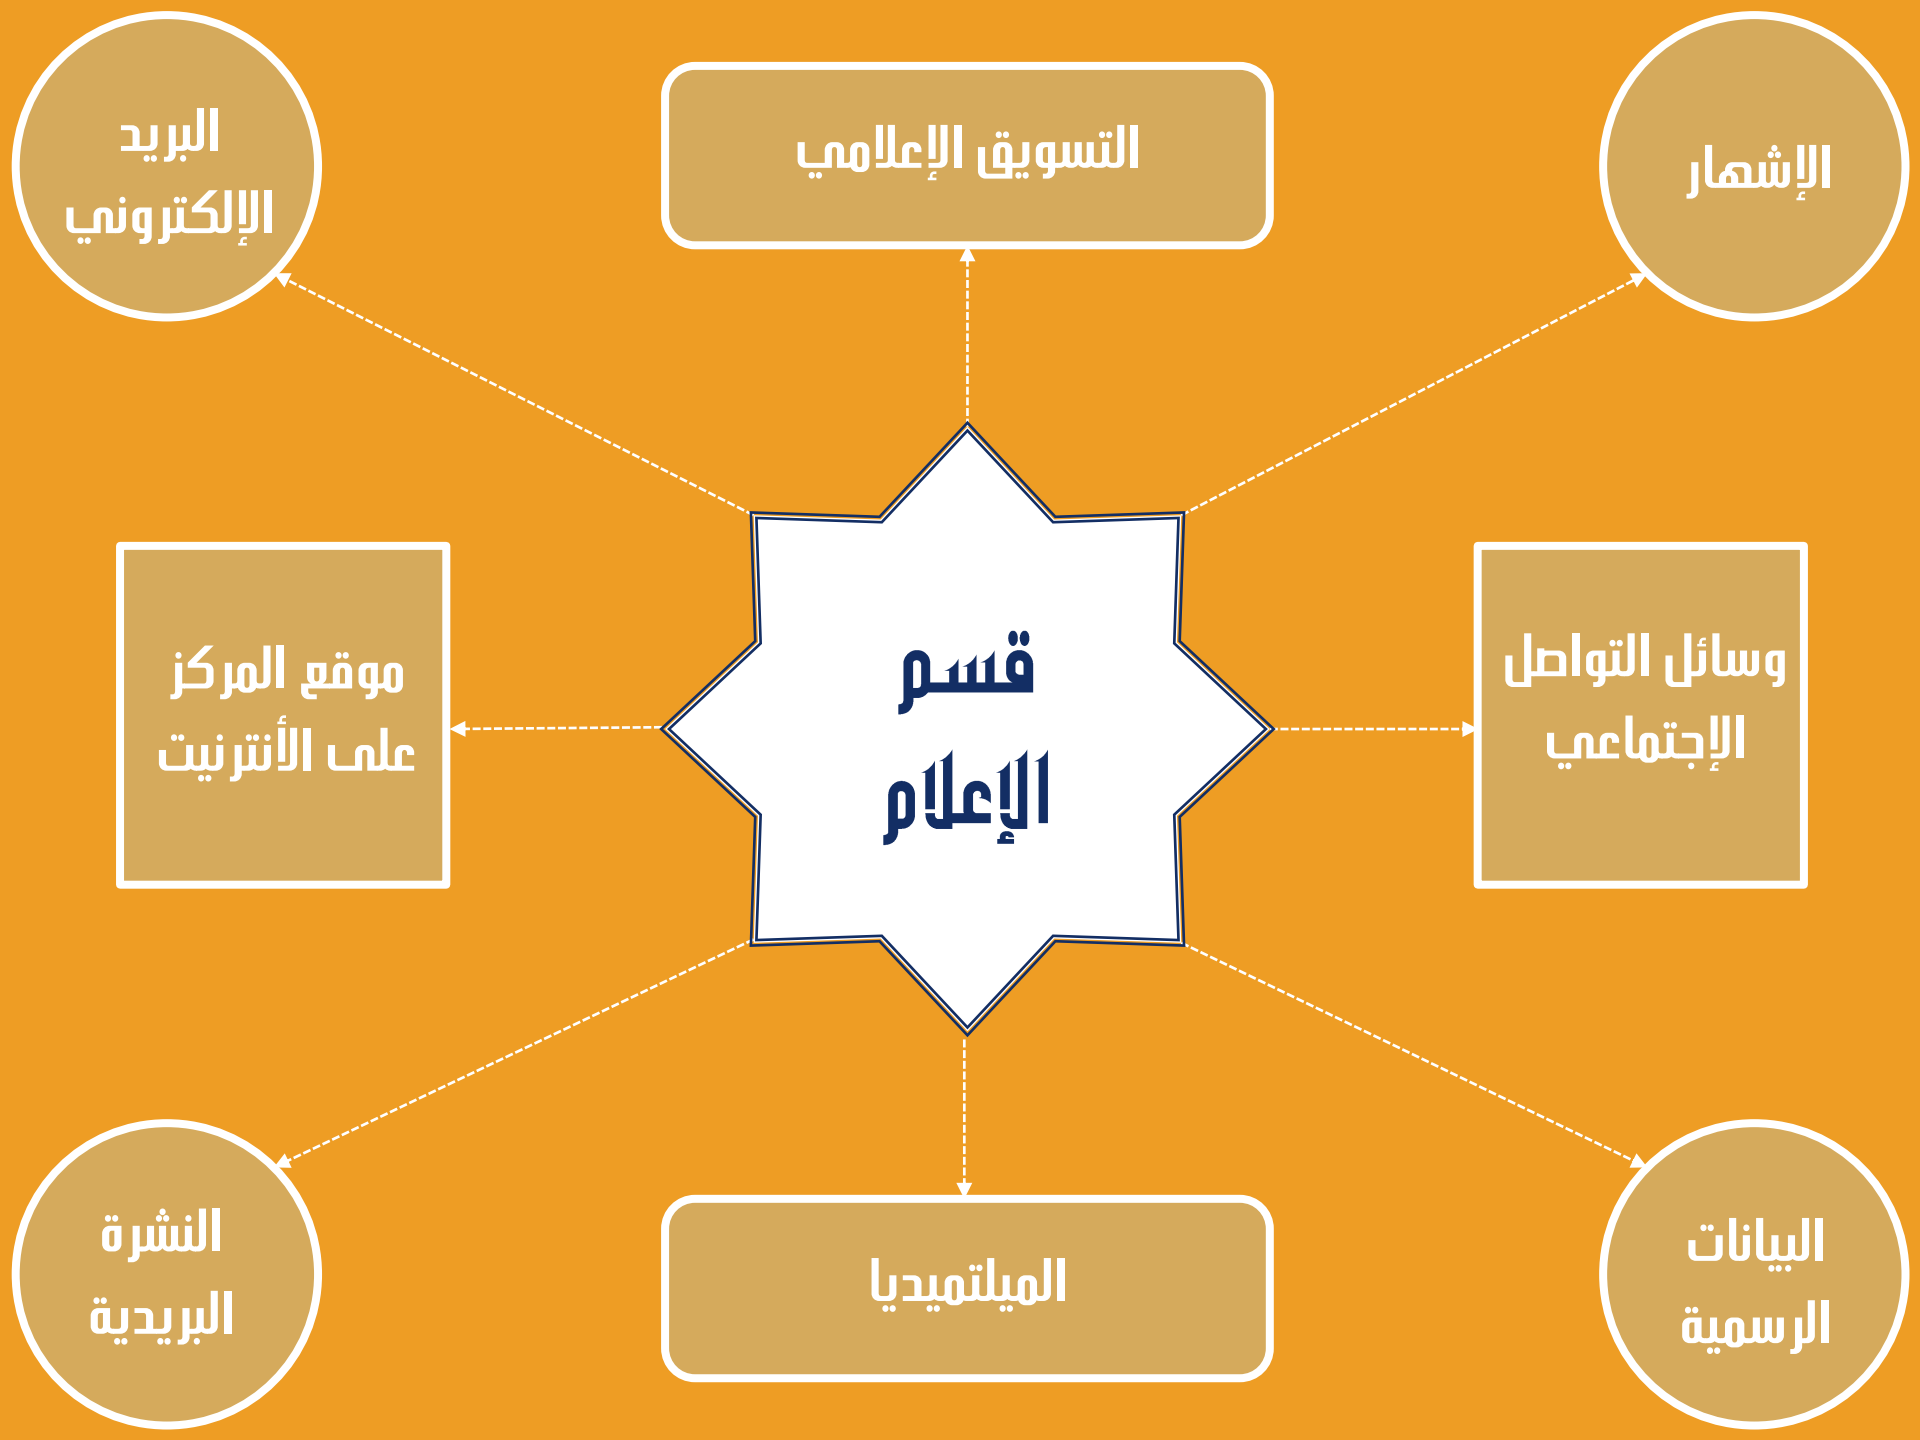 الإشهار
التسويق الإعلامي
البريد
الإلكتروني
وسائل التواصل
الإجتماعي
قسم
الإعلام
موقع المركز
على الأنترنيت
البيانات
الرسمية
الميلتميديا
النشرة
البريدية